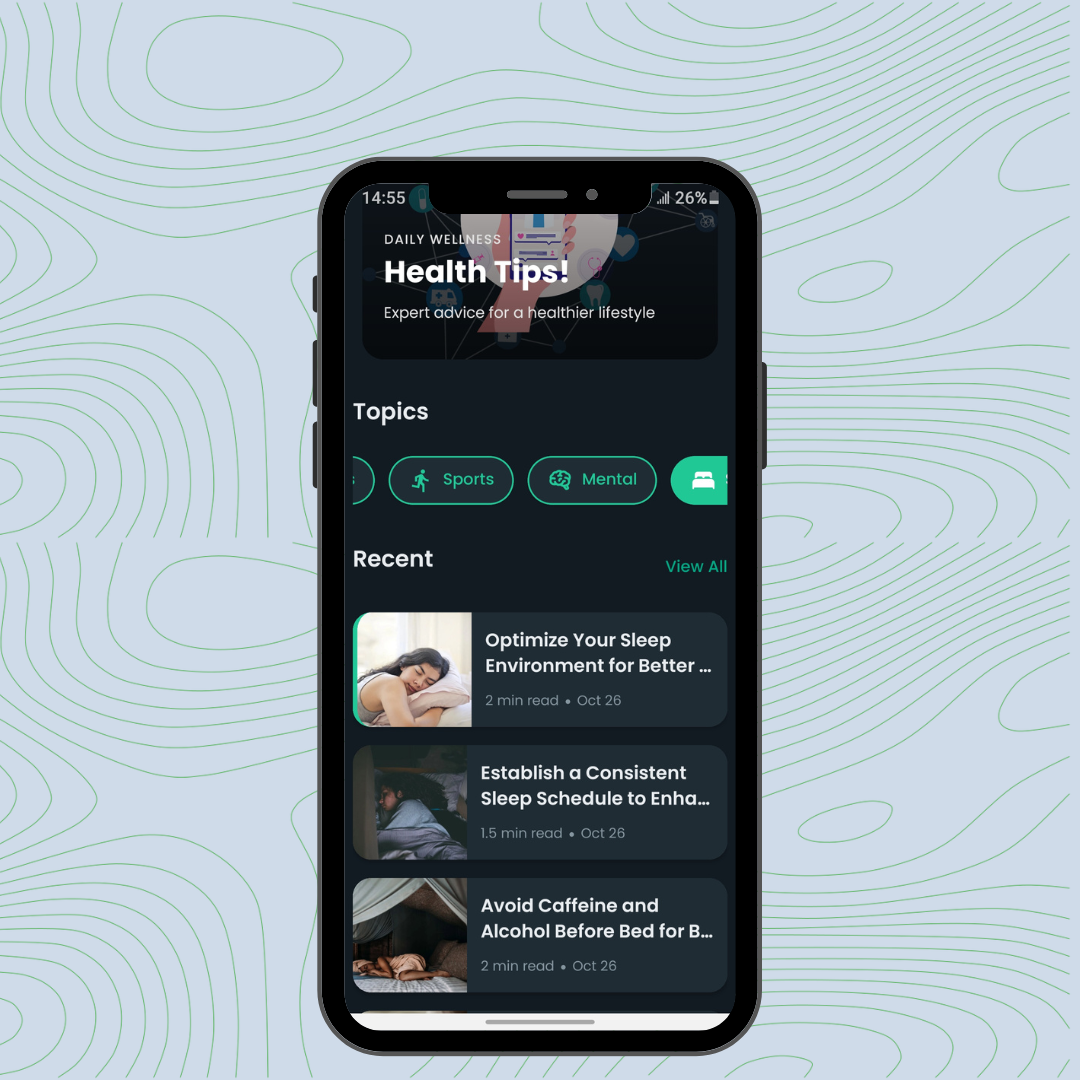 14:55
26%
DAILY WELLNESS
Health Tips!
Expert advice for a healthier lifestyle
Topics
Sports
Mental
Recent
View All
Optimize Your Sleep
Environment for Better ...
2 min read • Oct 26
Establish a Consistent
Sleep Schedule to Enha...
1.5 min read • Oct 26
Avoid Caffeine and
Alcohol Before Bed for B...
2 min read • Oct 26